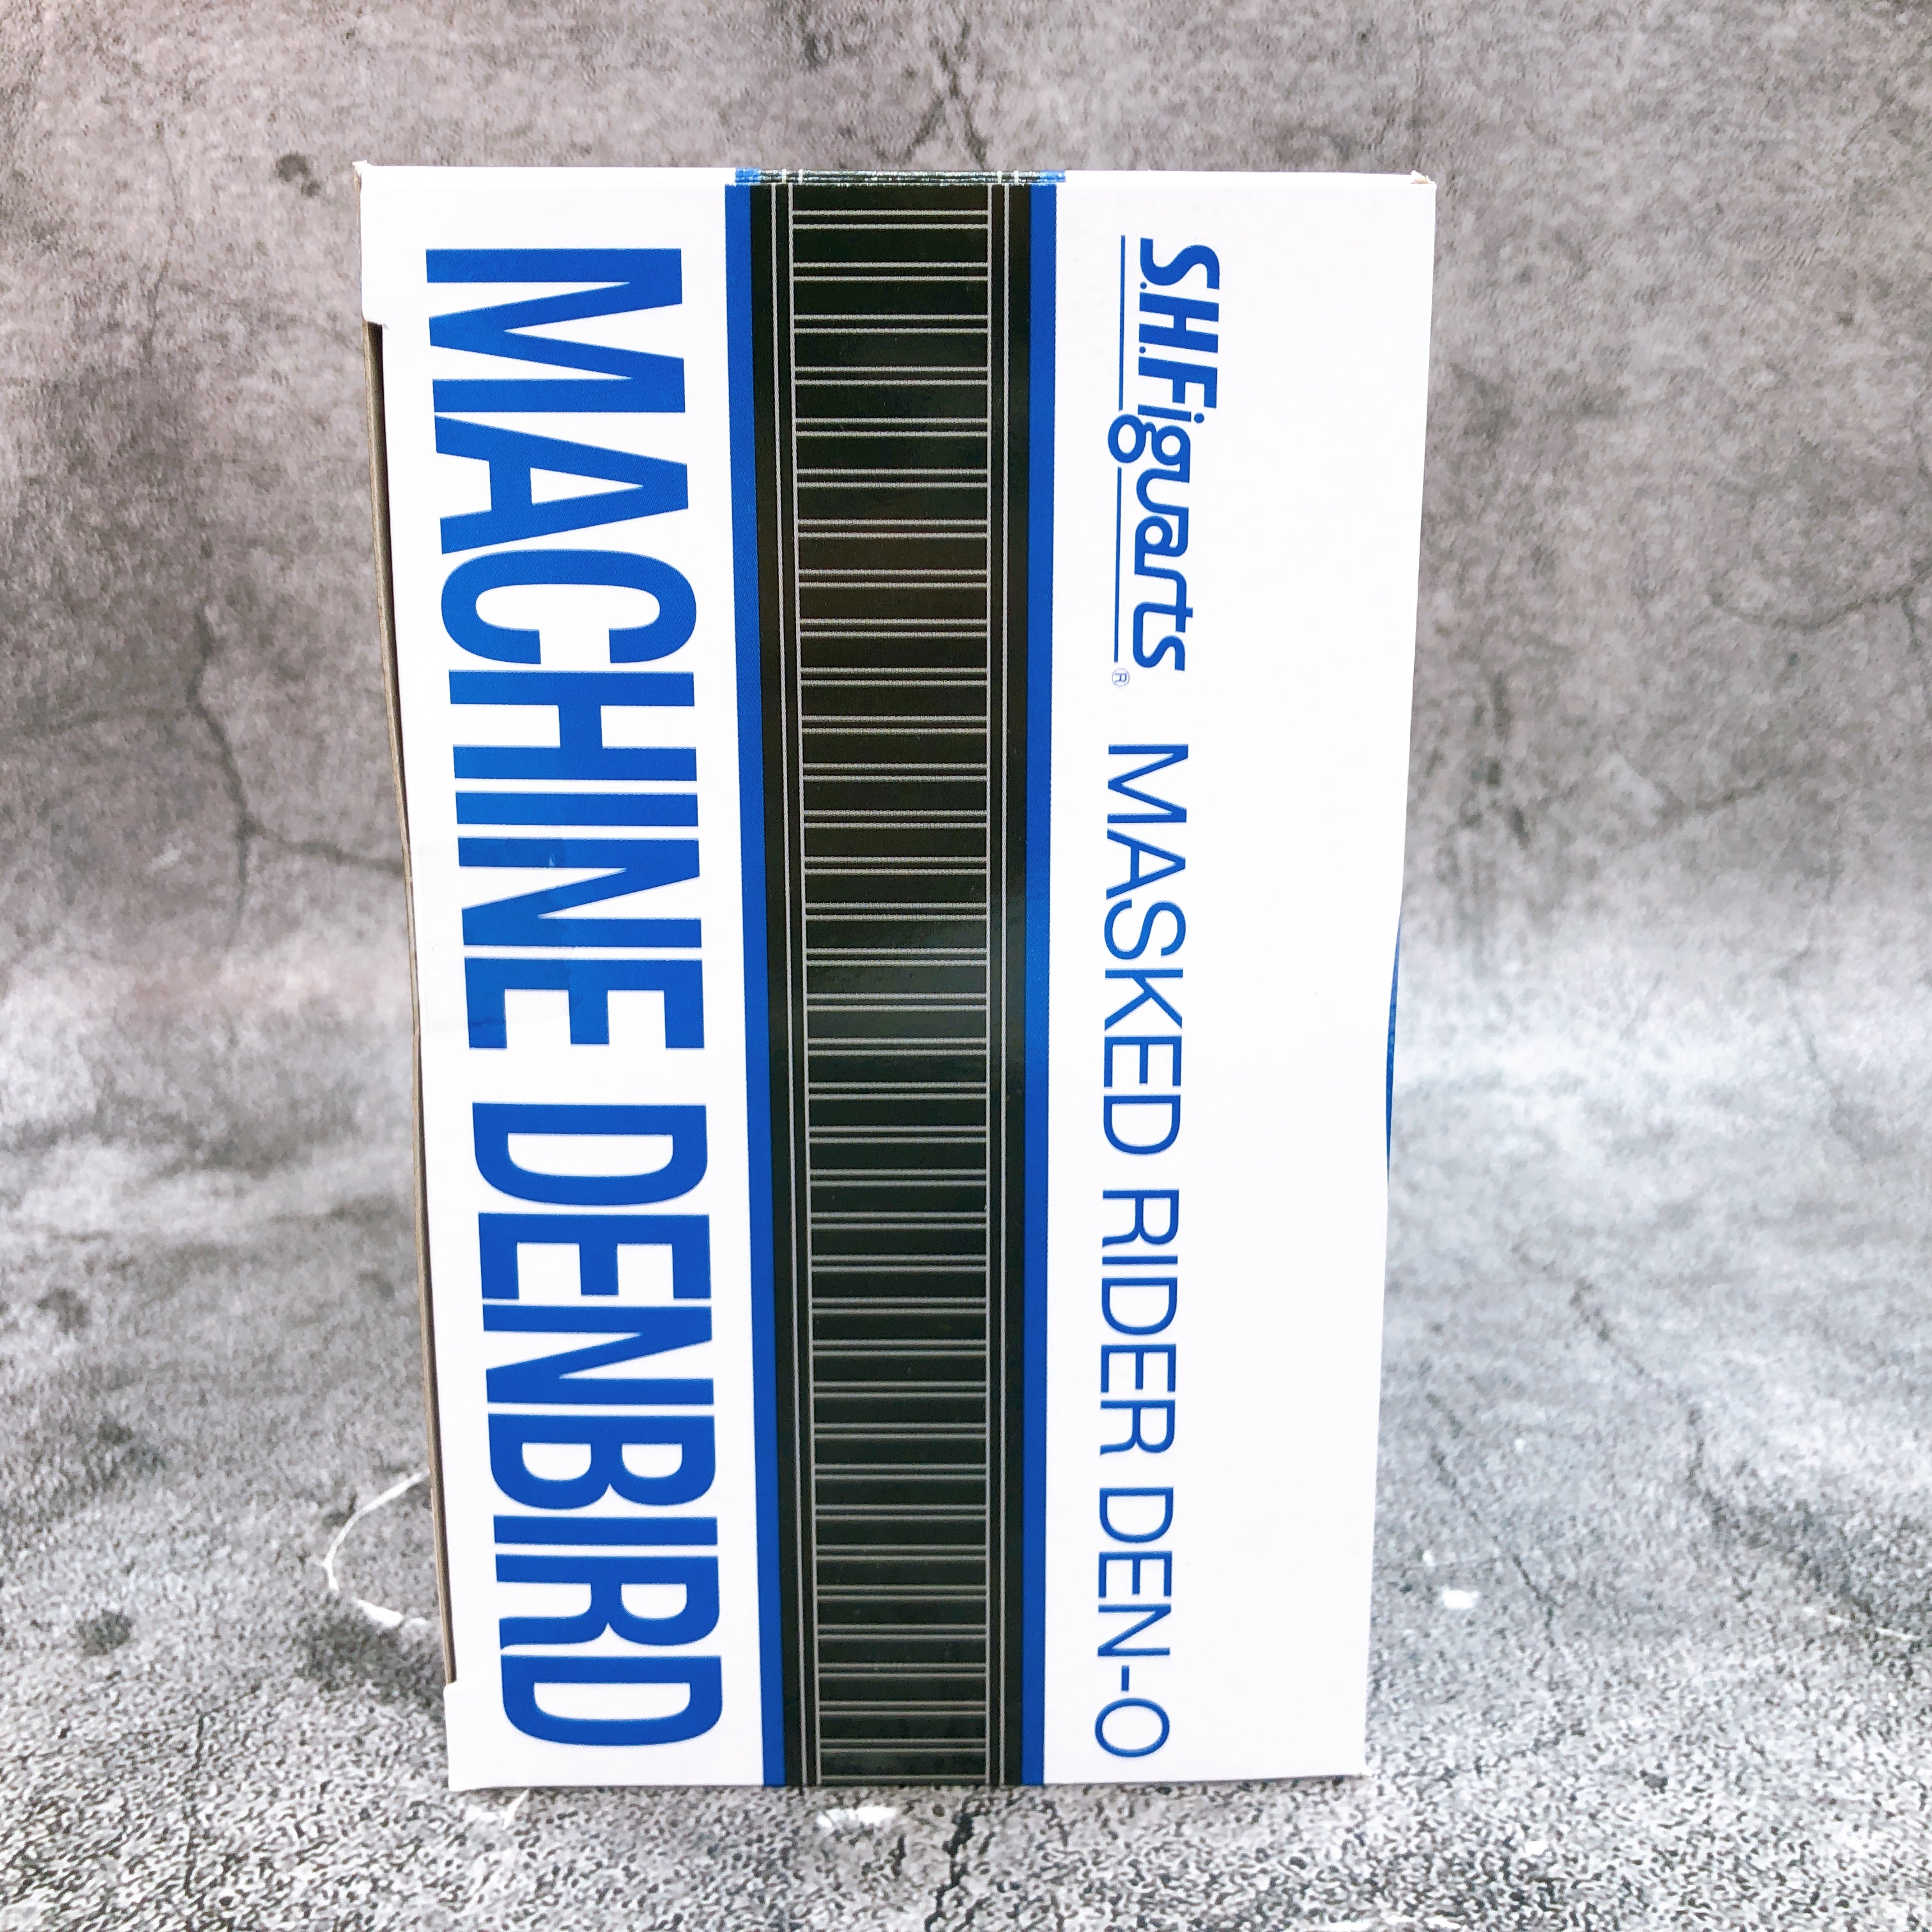 S.H.Figuarts® MASKED RIDER DEN-O
MACHINE DENBIRD